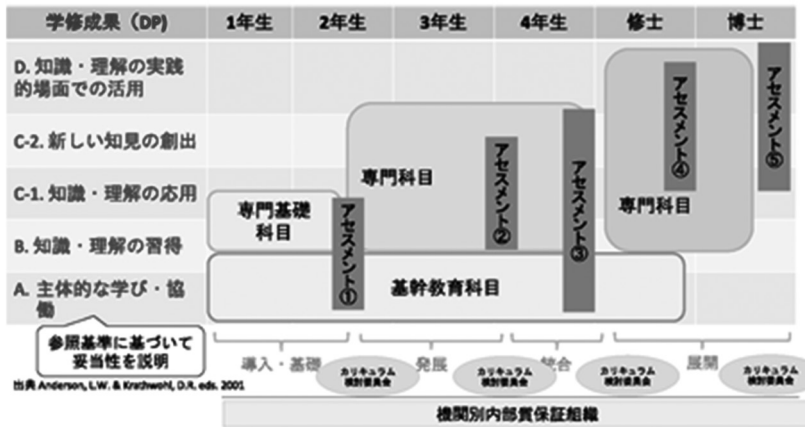 学修成果（DP）
1年生
2年生
3年生
4年生
修士
博士
D. 知識・理解の実践
的場面での活用
C-2. 新しい知見の創出
C-1. 知識・理解の応用
B. 知識・理解の習得
A. 主体的な学び・協
働
専門基礎
科目
専門科目
専門科目
基幹教育科目
アセスメント①
アセスメント②
アセスメント③
アセスメント④
アセスメント⑤
参照基準に基づいて
妥当性を説明
導入・基礎
発展
統合
展開
カリキュラム
検討委員会
カリキュラム
検討委員会
カリキュラム
検討委員会
カリキュラム
検討委員会
出典 Anderson, L.W. & Krathwohl, D.R. eds. 2001
機関別内部質保証組織